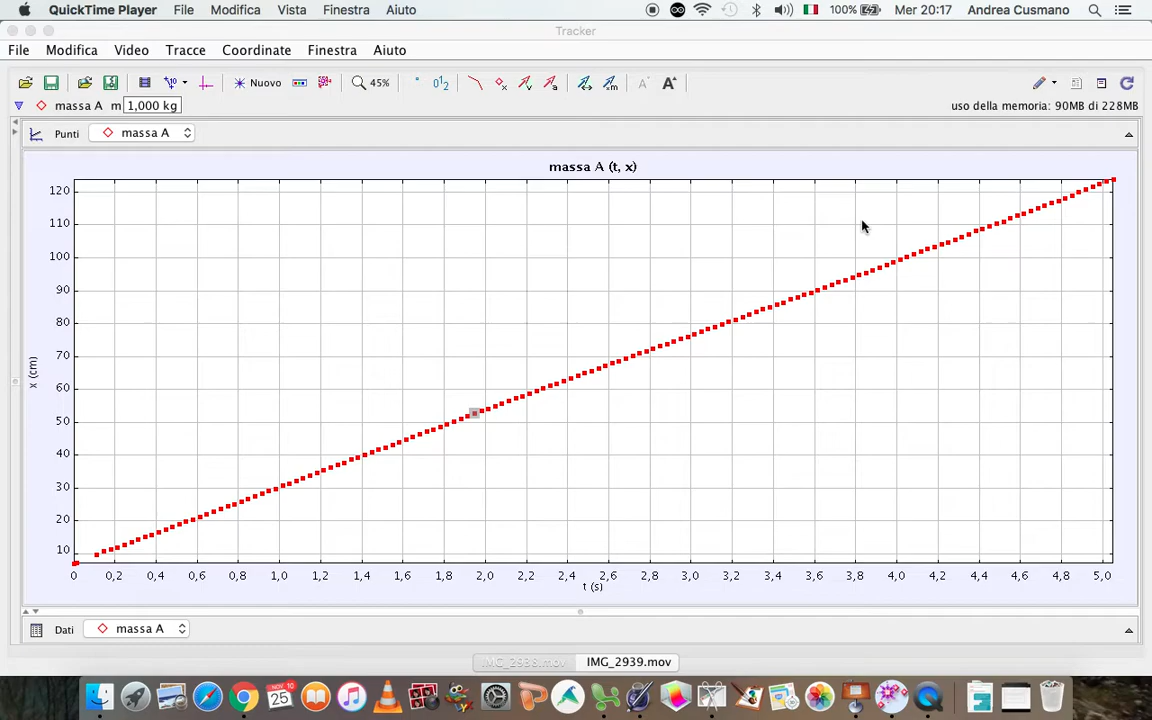 QuickTime Player File Modifica Vista Finestra Aiuto 100% Mer 20:17 Andrea Cusmano
Tracker
File Modifica Video Tracce Coordinate Finestra Aiuto
Nuovo 45%
massa A m 1,000 kg uso della memoria: 90MB di 228MB
Punti massa A
massa A (t, x)
120
110
100
90
80
70
60
50
40
30
20
10
x (cm)
0 0,2 0,4 0,6 0,8 1,0 1,2 1,4 1,6 1,8 2,0 2,2 2,4 2,6 2,8 3,0 3,2 3,4 3,6 3,8 4,0 4,2 4,4 4,6 4,8 5,0
t (s)
Dati massa A
IMG_2938.mov IMG_2939.mov
NOV
25